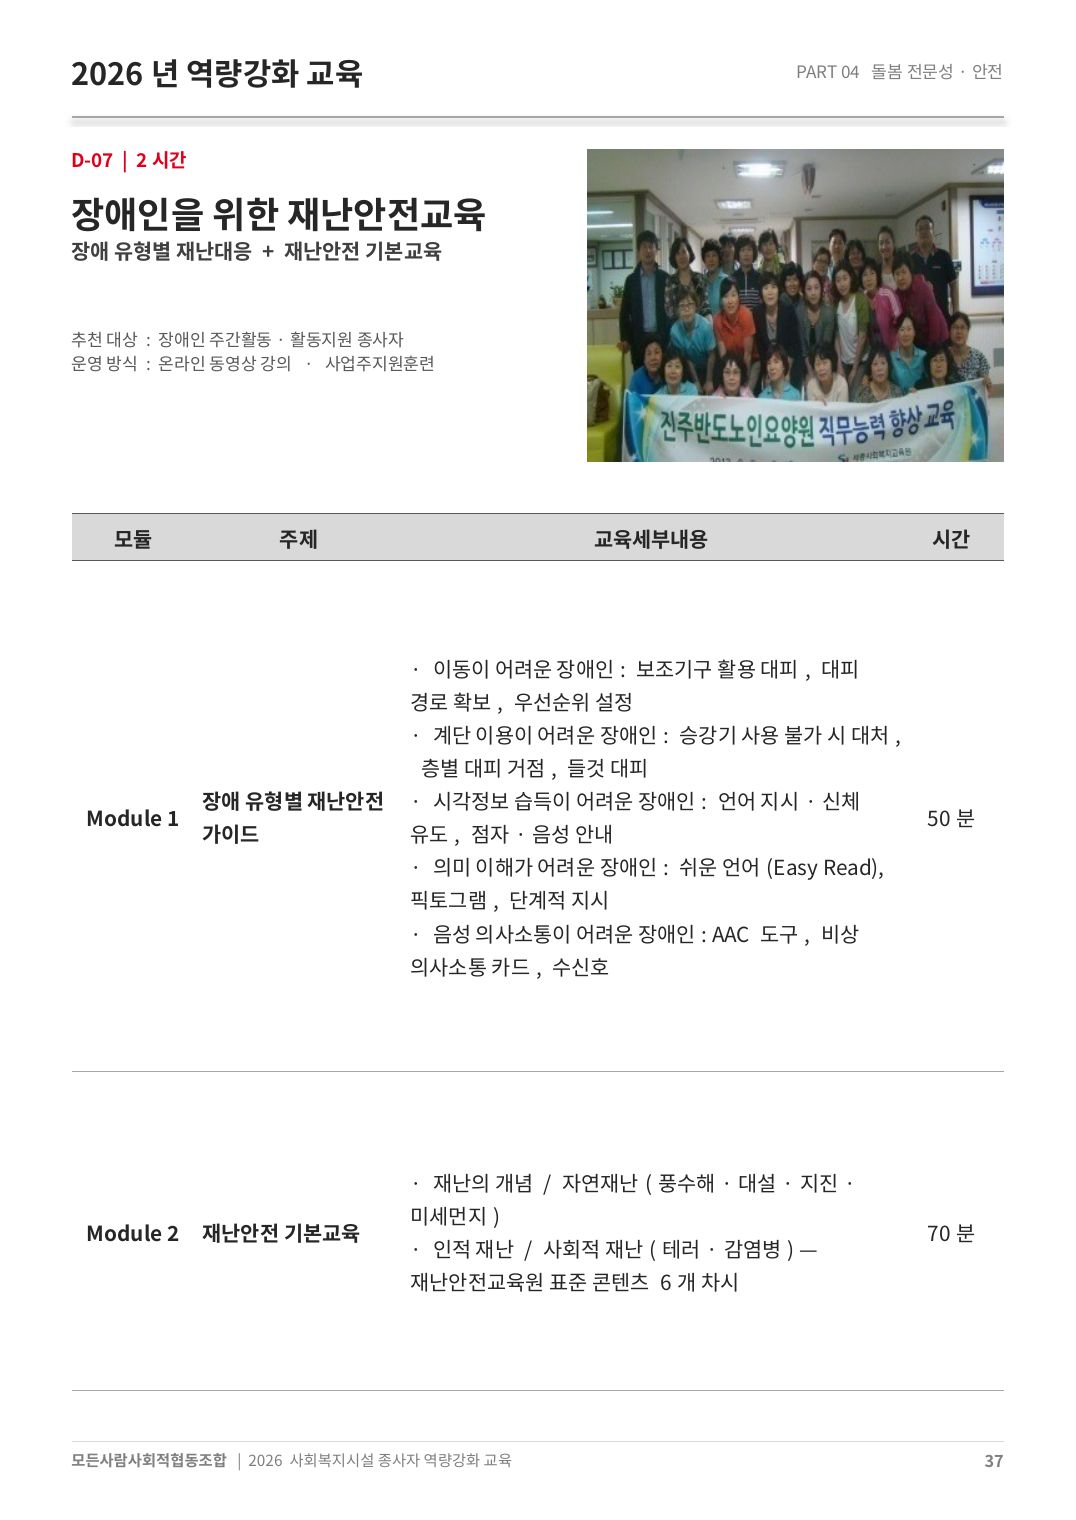 2026 년 역량강화 교육
PART 04 돌봄 전문성 · 안전
D-07 | 2 시간
장애인을 위한 재난안전교육
장애 유형별 재난대응 + 재난안전 기본교육
추천 대상 : 장애인 주간활동 · 활동지원 종사자
운영 방식 : 온라인 동영상 강의 · 사업주지원훈련
진주반도노인요양원 직무능력 향상 교육
세종사회복지교육원
모듈 주제 교육세부내용 시간
Module 1
장애 유형별 재난안전
가이드
· 이동이 어려운 장애인 : 보조기구 활용 대피 , 대피
경로 확보 , 우선순위 설정
· 계단 이용이 어려운 장애인 : 승강기 사용 불가 시 대처 ,
층별 대피 거점 , 들것 대피
· 시각정보 습득이 어려운 장애인 : 언어 지시 · 신체
유도 , 점자 · 음성 안내
· 의미 이해가 어려운 장애인 : 쉬운 언어 (Easy Read),
픽토그램 , 단계적 지시
· 음성 의사소통이 어려운 장애인 : AAC 도구 , 비상
의사소통 카드 , 수신호
50 분
Module 2
재난안전 기본교육
· 재난의 개념 / 자연재난 ( 풍수해 · 대설 · 지진 ·
미세먼지 )
· 인적 재난 / 사회적 재난 ( 테러 · 감염병 ) —
재난안전교육원 표준 콘텐츠 6 개 차시
70 분
모든사람사회적협동조합 | 2026 사회복지시설 종사자 역량강화 교육
37